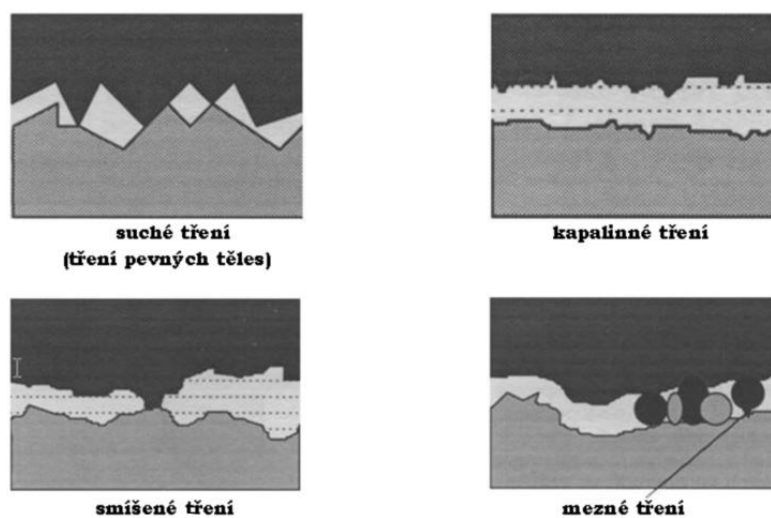 suché tření
(tření pevných těles)
kapalinné tření
smíšené tření
mezné tření